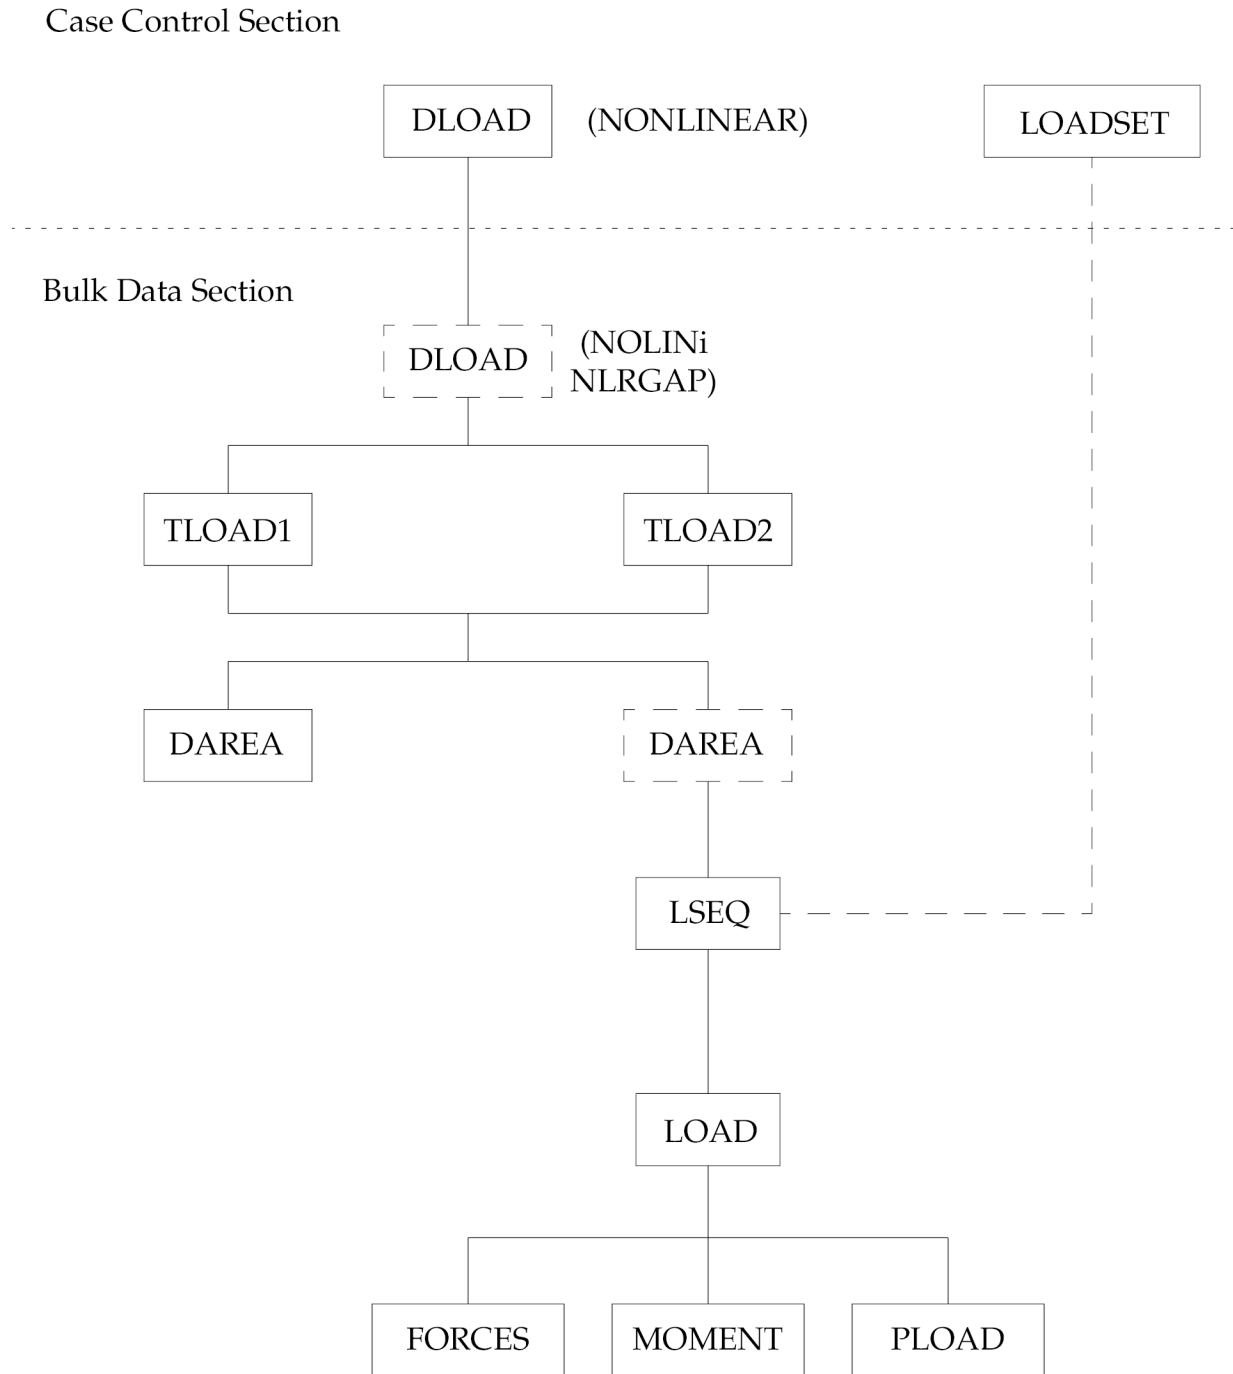 Case Control Section
DLOAD
(NONLINEAR)
LOADSET
Bulk Data Section
DLOAD
(NOLINi
NLRGAP)
TLOAD1
TLOAD2
DAREA
DAREA
LSEQ
LOAD
FORCES
MOMENT
PLOAD